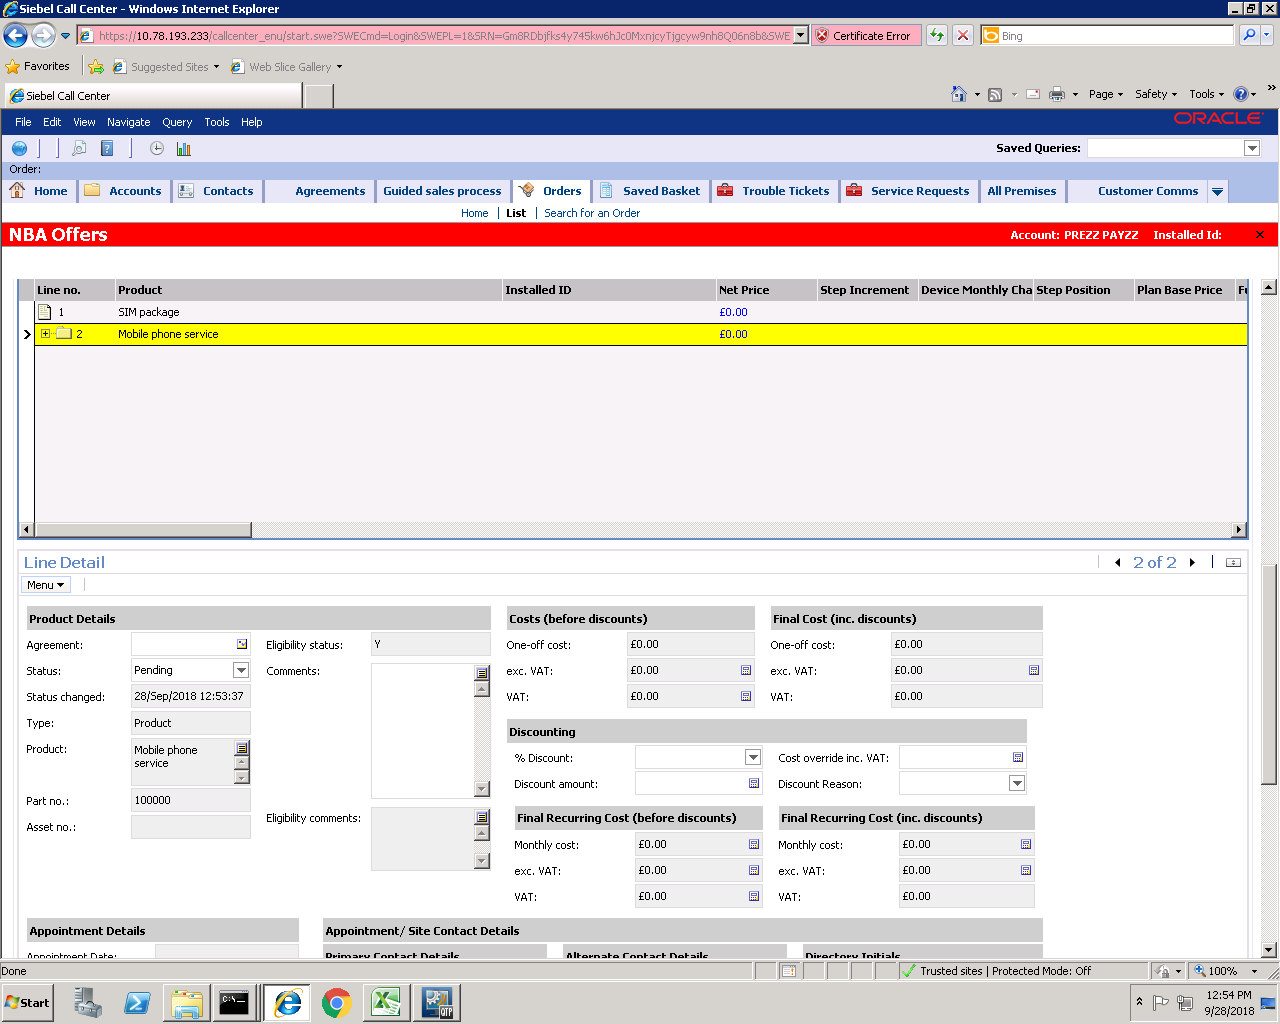 Siebel Call Center - Windows Internet Explorer
https://10.78.193.233/callcenter_enu/start.swe?SWECmd=Login&SWEPL=1&SRN=Gm8RDbjfks4y745kw6hJc0MxnjcyTjgcyw9nh8Q06n8b&SWE
Certificate Error
Bing
Favorites Suggested Sites Web Slice Gallery
Siebel Call Center
Page Safety Tools
File Edit View Navigate Query Tools Help
ORACLE
Saved Queries:
Order:
Home Accounts Contacts Agreements Guided sales process Orders Saved Basket Trouble Tickets Service Requests All Premises Customer Comms
Home List Search for an Order
NBA Offers Account: PREZZ PAYZZ Installed Id:
Line no. Product Installed ID Net Price Step Increment Device Monthly Cha Step Position Plan Base Price
1 SIM package £0.00
2 Mobile phone service £0.00
Line Detail
2 of 2
Menu
Product Details Costs (before discounts) Final Cost (inc. discounts)
Agreement: Eligibility status: Y One-off cost: £0.00 One-off cost: £0.00
Status: Pending Comments: exc. VAT: £0.00 exc. VAT: £0.00
Status changed: 28/Sep/2018 12:53:37 VAT: £0.00 VAT: £0.00
Type: Product
Discounting
Product: Mobile phone service
% Discount: Cost override inc. VAT:
Discount amount: Discount Reason:
Part no.: 100000
Asset no.:
Eligibility comments:
Final Recurring Cost (before discounts) Final Recurring Cost (inc. discounts)
Monthly cost: £0.00 Monthly cost: £0.00
exc. VAT: £0.00 exc. VAT: £0.00
VAT: £0.00 VAT: £0.00
Appointment Details Appointment/ Site Contact Details
Appointment Date: Primary Contact Details Alternate Contact Details Directory Initials
Done Trusted sites | Protected Mode: Off 100%
Start
C:\
QTP
12:54 PM
9/28/2018